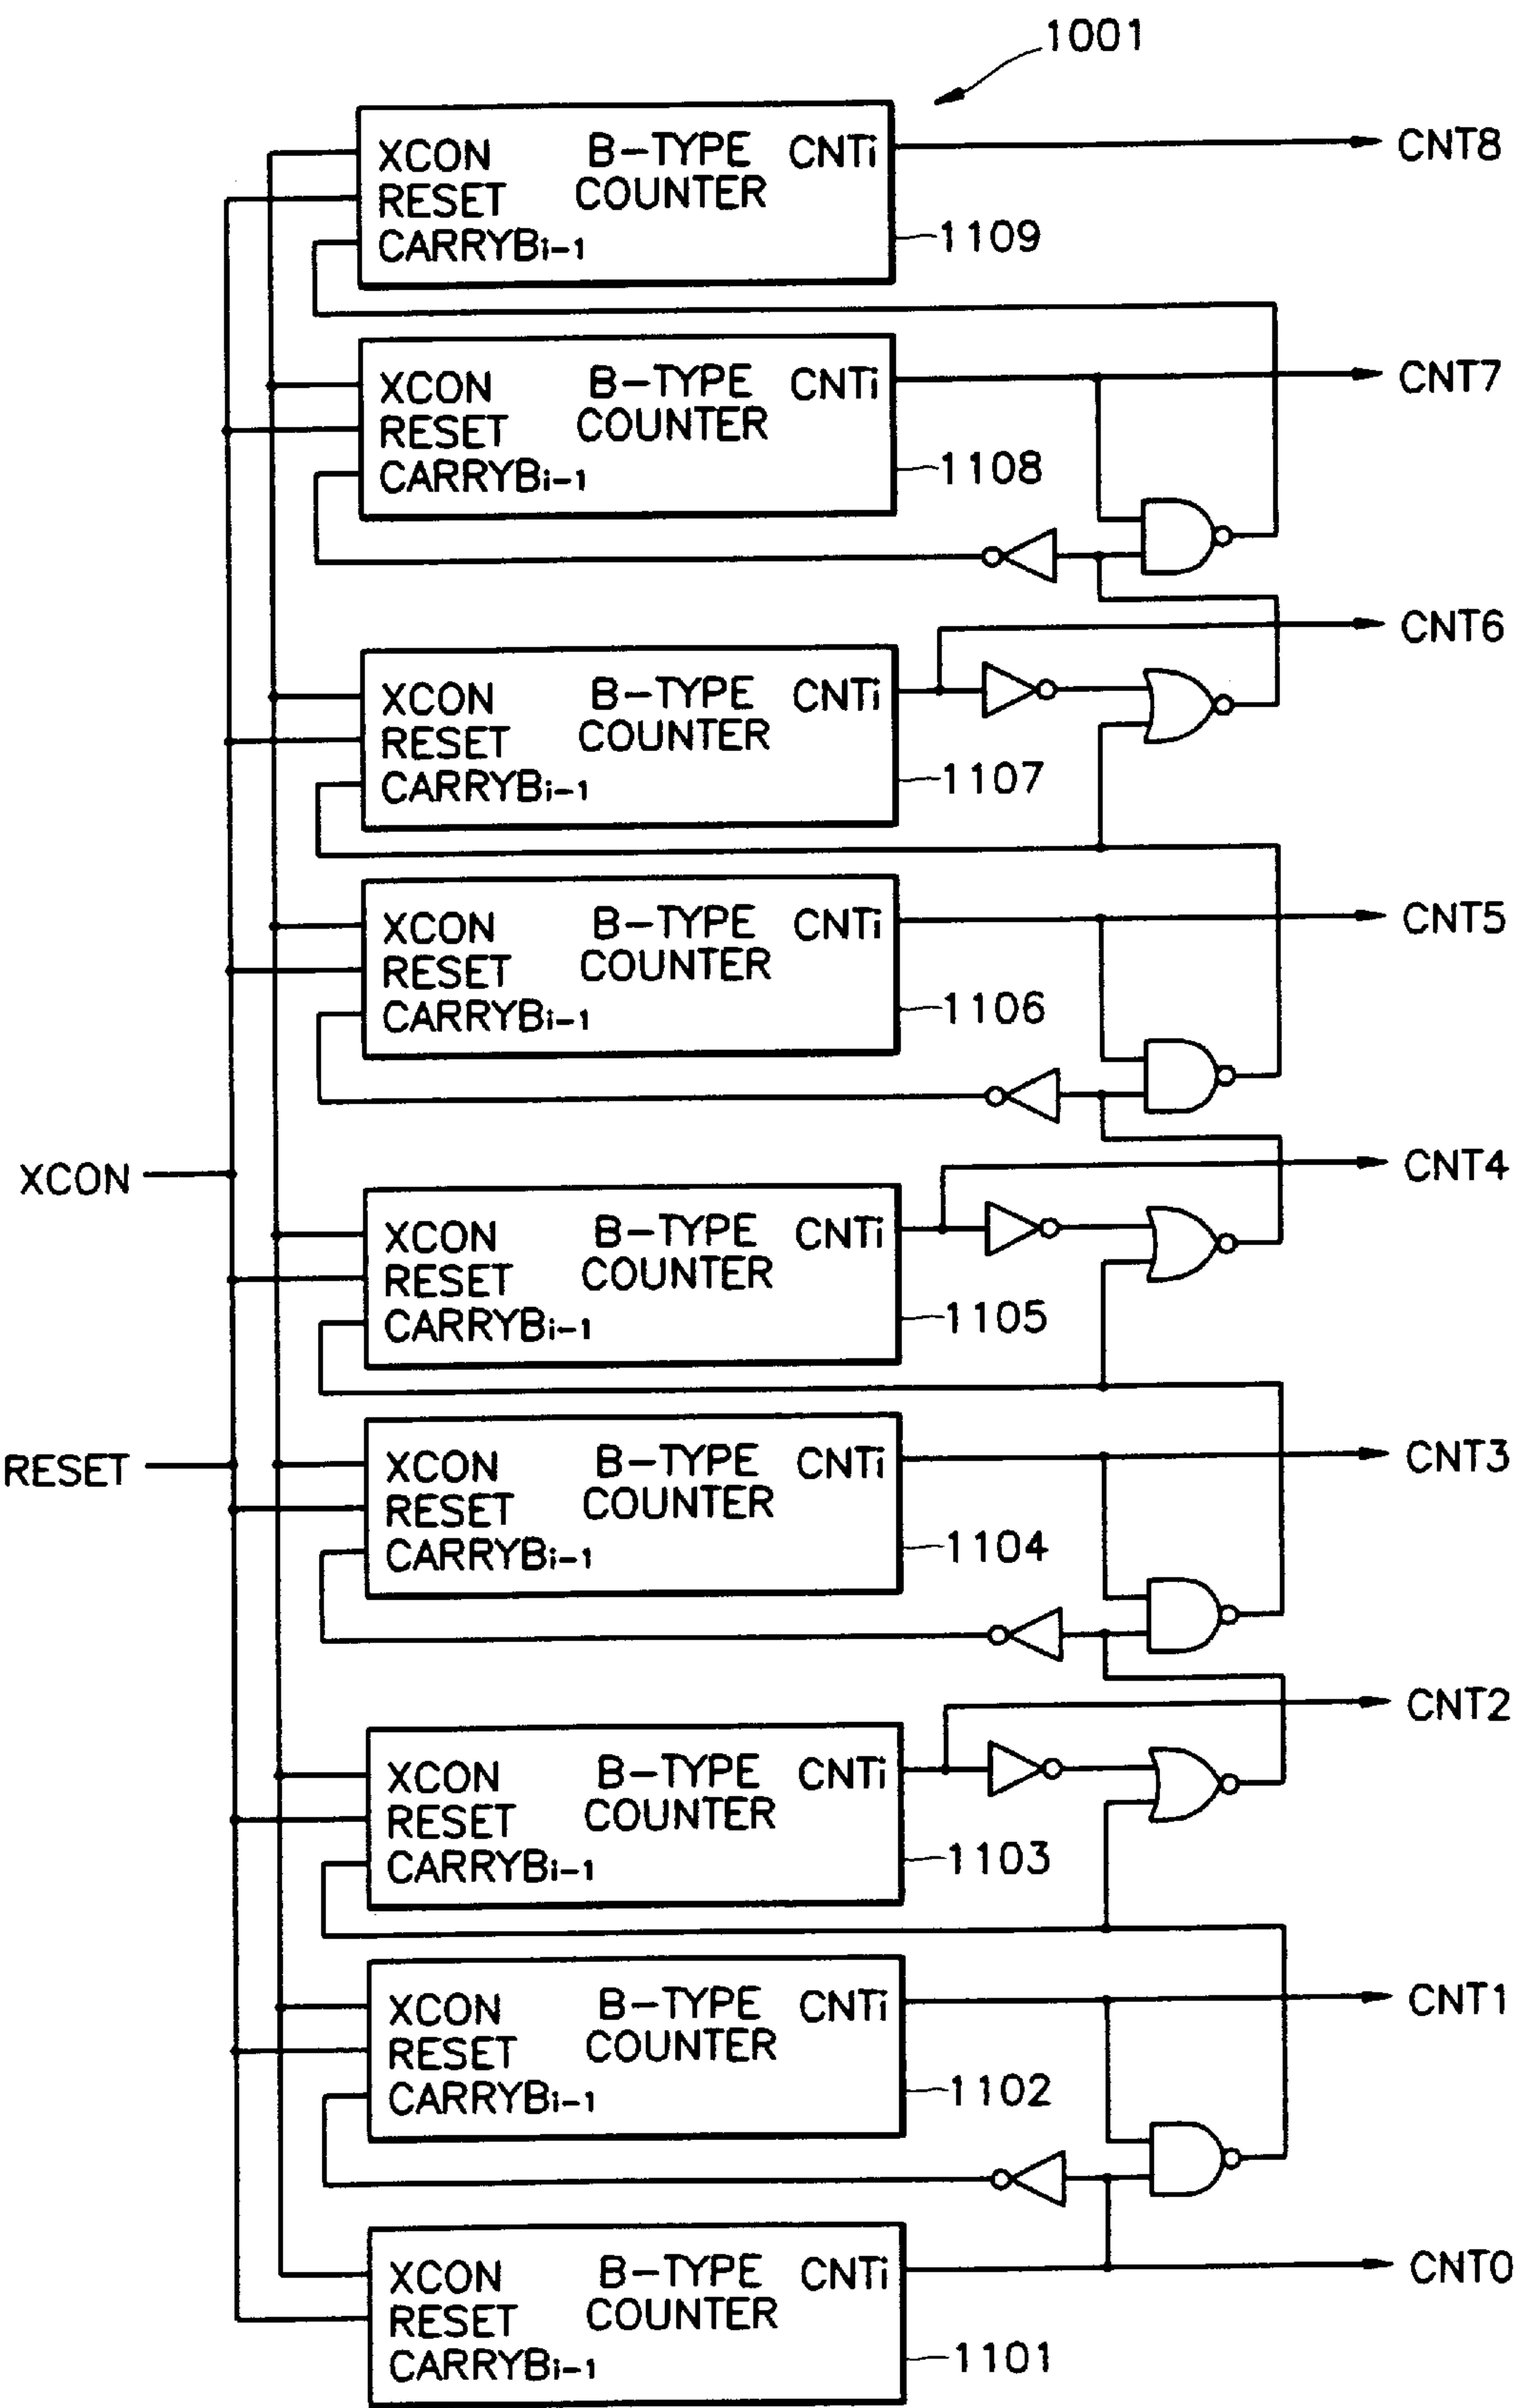 1001
XCON B-TYPE CNTi CNT8
RESET COUNTER
CARRYBi-1 1109
XCON B-TYPE CNTi CNT7
RESET COUNTER
CARRYBi-1 1108
CNT6
XCON B-TYPE CNTi
RESET COUNTER
CARRYBi-1 1107
XCON B-TYPE CNTi CNT5
RESET COUNTER
CARRYBi-1 1106
XCON CNT4
XCON B-TYPE CNTi
RESET COUNTER
CARRYBi-1 1105
RESET
XCON B-TYPE CNTi CNT3
RESET COUNTER
CARRYBi-1 1104
CNT2
XCON B-TYPE CNTi
RESET COUNTER
CARRYBi-1 1103
XCON B-TYPE CNTi CNT1
RESET COUNTER
CARRYBi-1 1102
XCON B-TYPE CNTi CNT0
RESET COUNTER
CARRYBi-1 1101